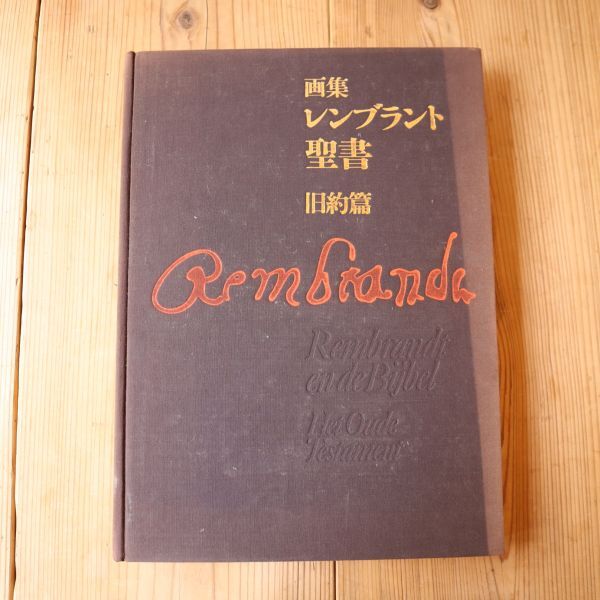 画集
レンブラント
聖書
旧約篇
Rembrandt
Rembrandt
en de Bijbel
Het Oude
Testament